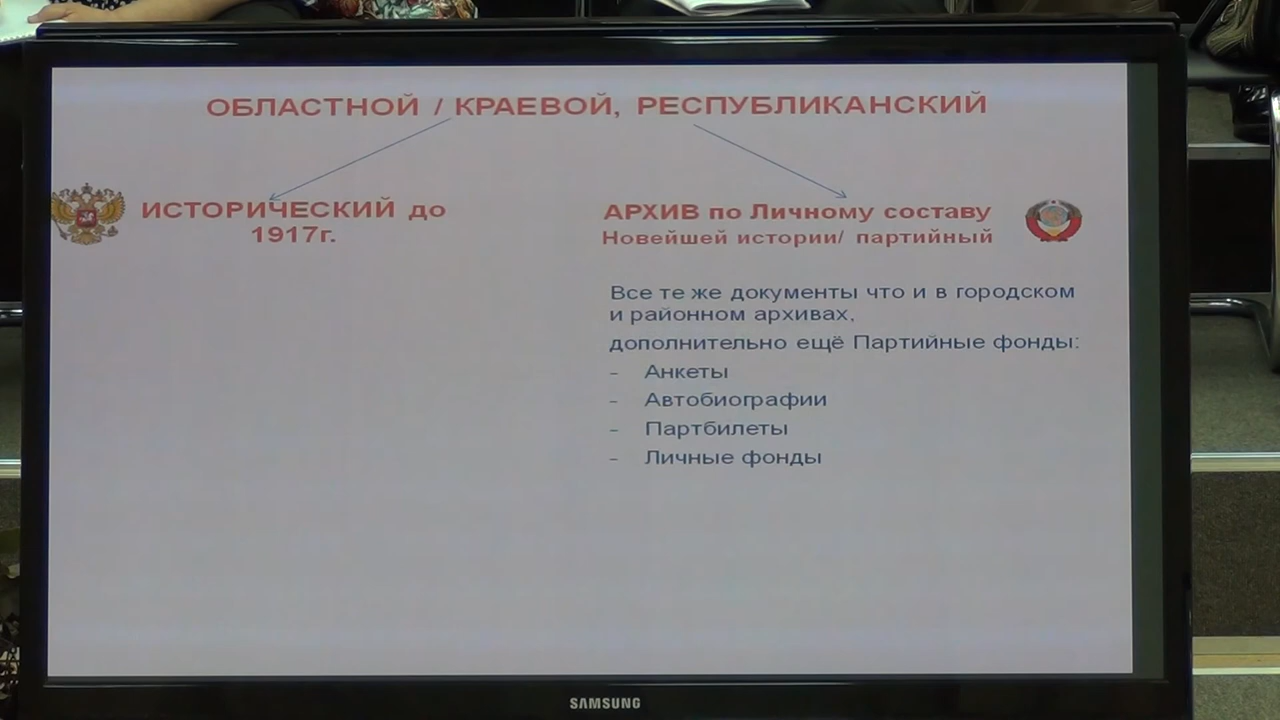 ОБЛАСТНОЙ / КРАЕВОЙ, РЕСПУБЛИКАНСКИЙ
ИСТОРИЧЕСКИЙ до
1917г.
АРХИВ по Личному составу
Новейшей истории/ партийный
Все те же документы что и в городском
и районном архивах,
дополнительно ещё Партийные фонды:
- Анкеты
- Автобиографии
- Партбилеты
- Личные фонды
SAMSUNG